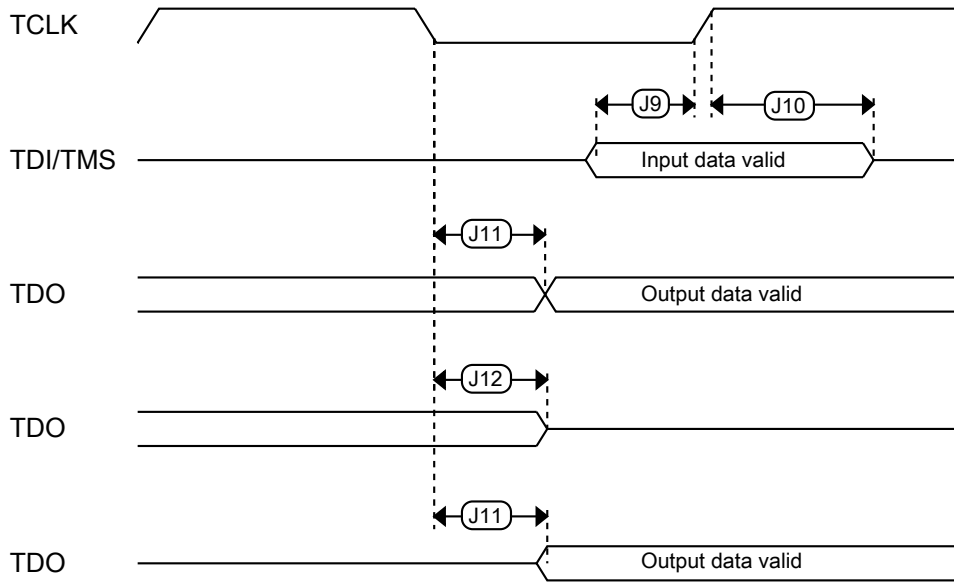 TCLK
J9
J10
TDI/TMS
Input data valid
J11
TDO
Output data valid
J12
TDO
J11
TDO
Output data valid